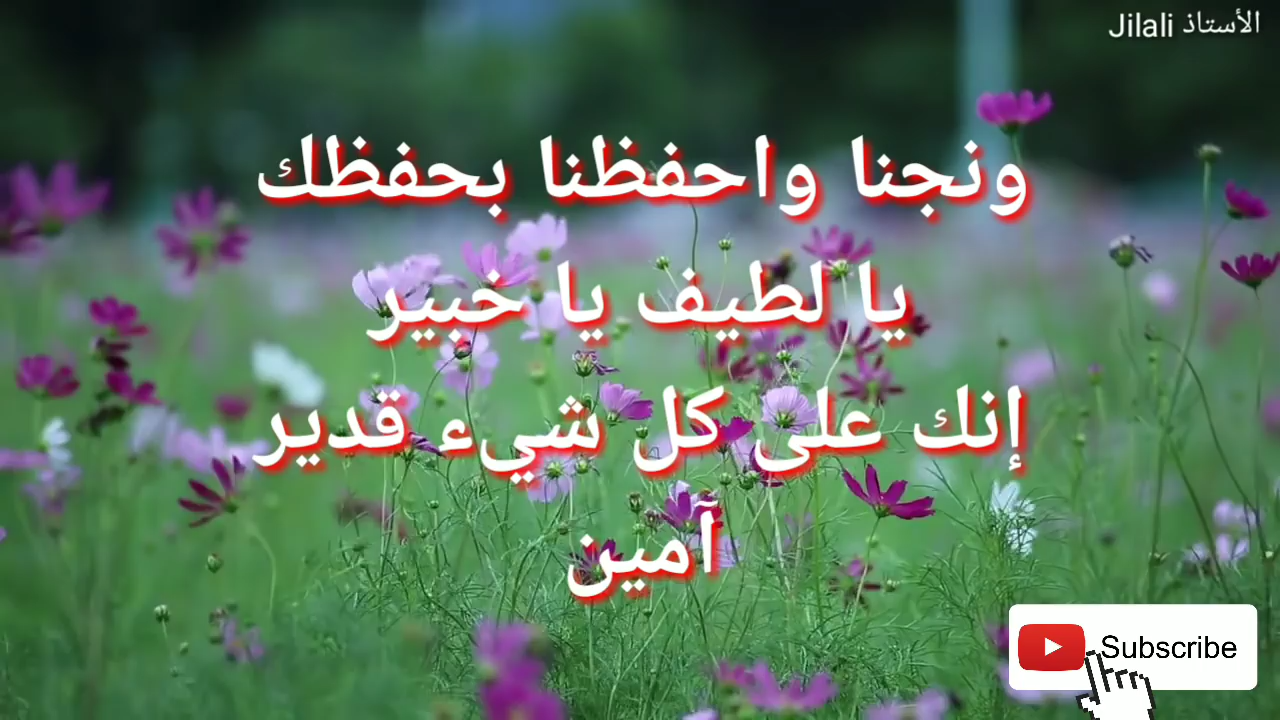 الأستاذ Jilali
ونجنا واحفظنا بحفظك
يا لطيف يا خبير
إنك على كل شيء قدير
آمين
Subscribe